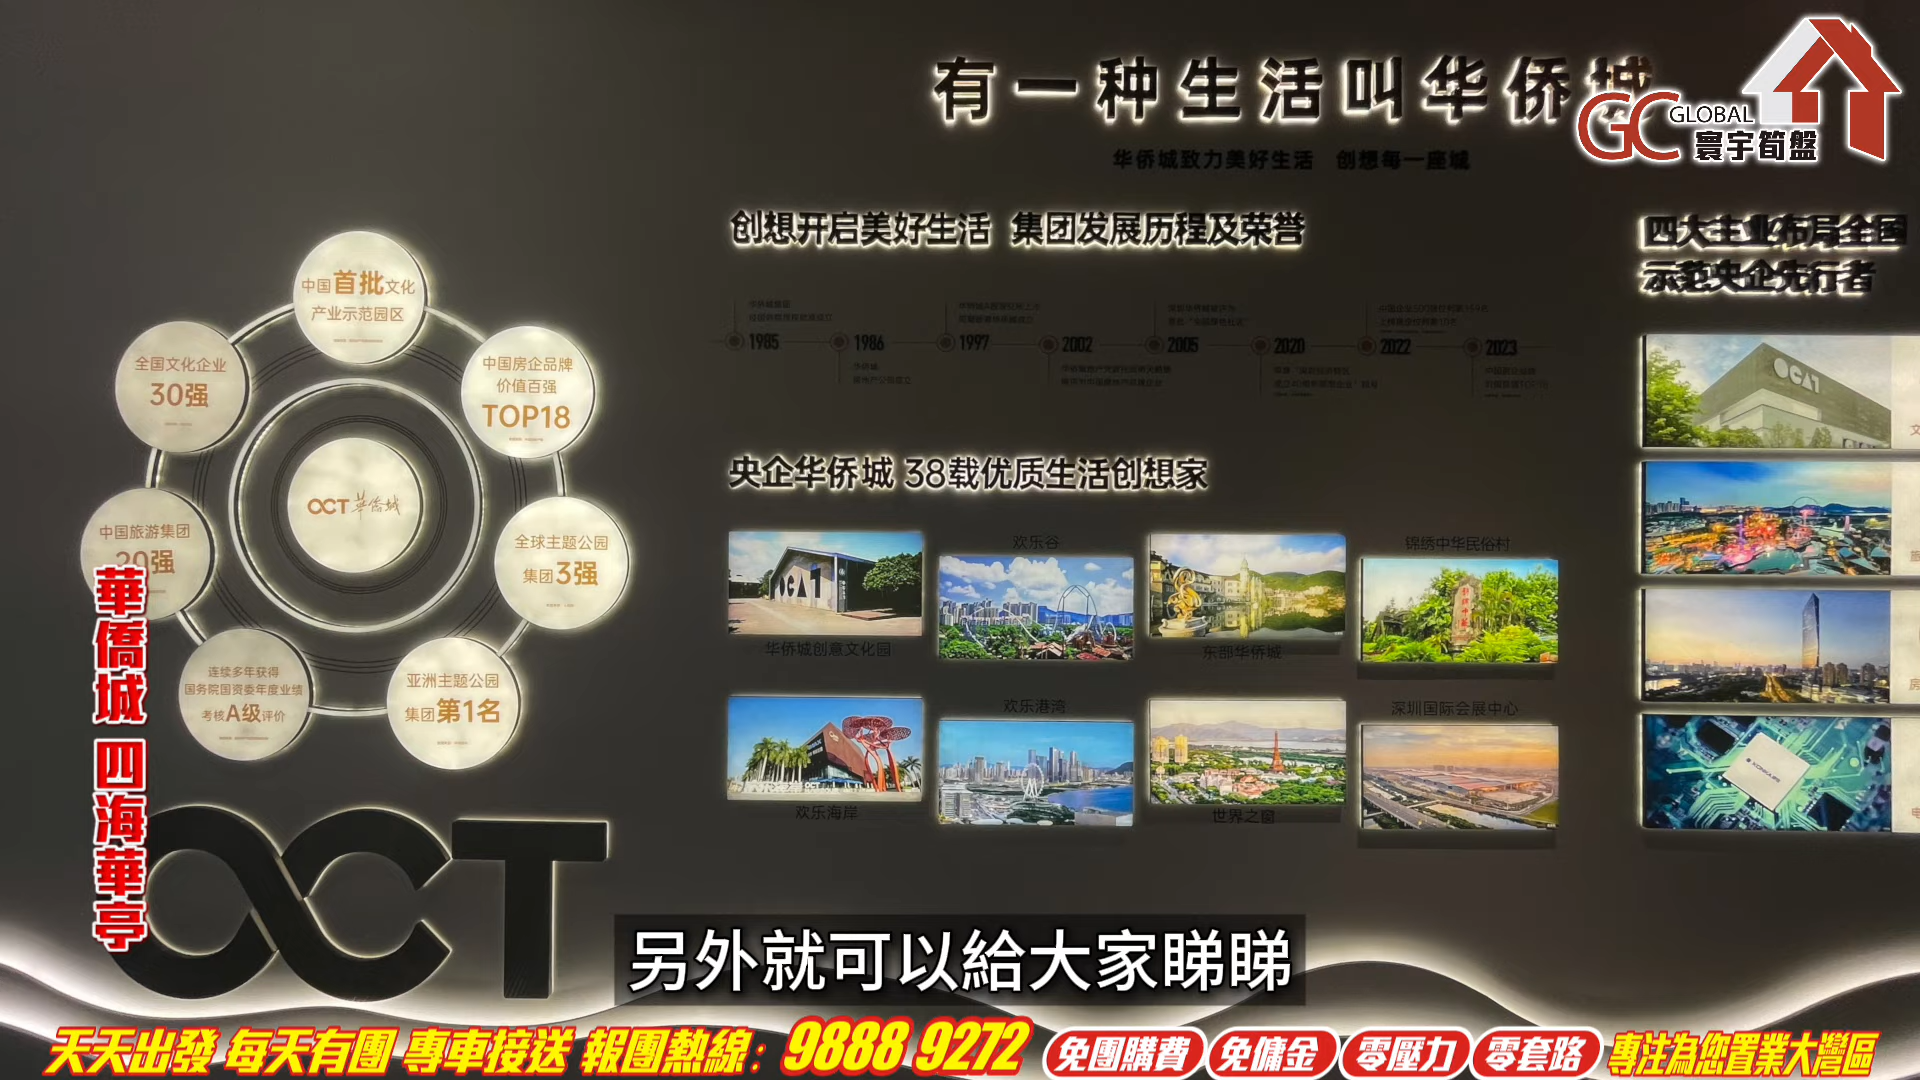 有一种生活叫华侨城
GC GLOBAL
寰宇筍盤
华侨城致力美好生活 创想每一座城
创想开启美好生活 集团发展历程及荣誉
四大主业布局全国
示范央企先行者
中国首批文化
产业示范园区
全国文化企业
30强
中国房企品牌
价值百强
TOP18
OCT華僑城
中国旅游集团
20强
全球主题公园
集团3强
连续多年获得
国务院国资委年度业绩
考核A级评价
亚洲主题公园
集团第1名
1985
1986
1997
2002
2005
2020
2022
2023
央企华侨城 38载优质生活创想家
OCAT
华侨城创意文化园
欢乐谷
东部华侨城
锦绣中华民俗村
欢乐海岸
欢乐港湾
世界之窗
深圳国际会展中心
OCAT
OCT
華僑城 四海華亭
另外就可以給大家睇睇
天天出發 每天有團 專車接送 報團熱線：9888 9272 免團購費 免傭金 零壓力 零套路 專注為您置業大灣區